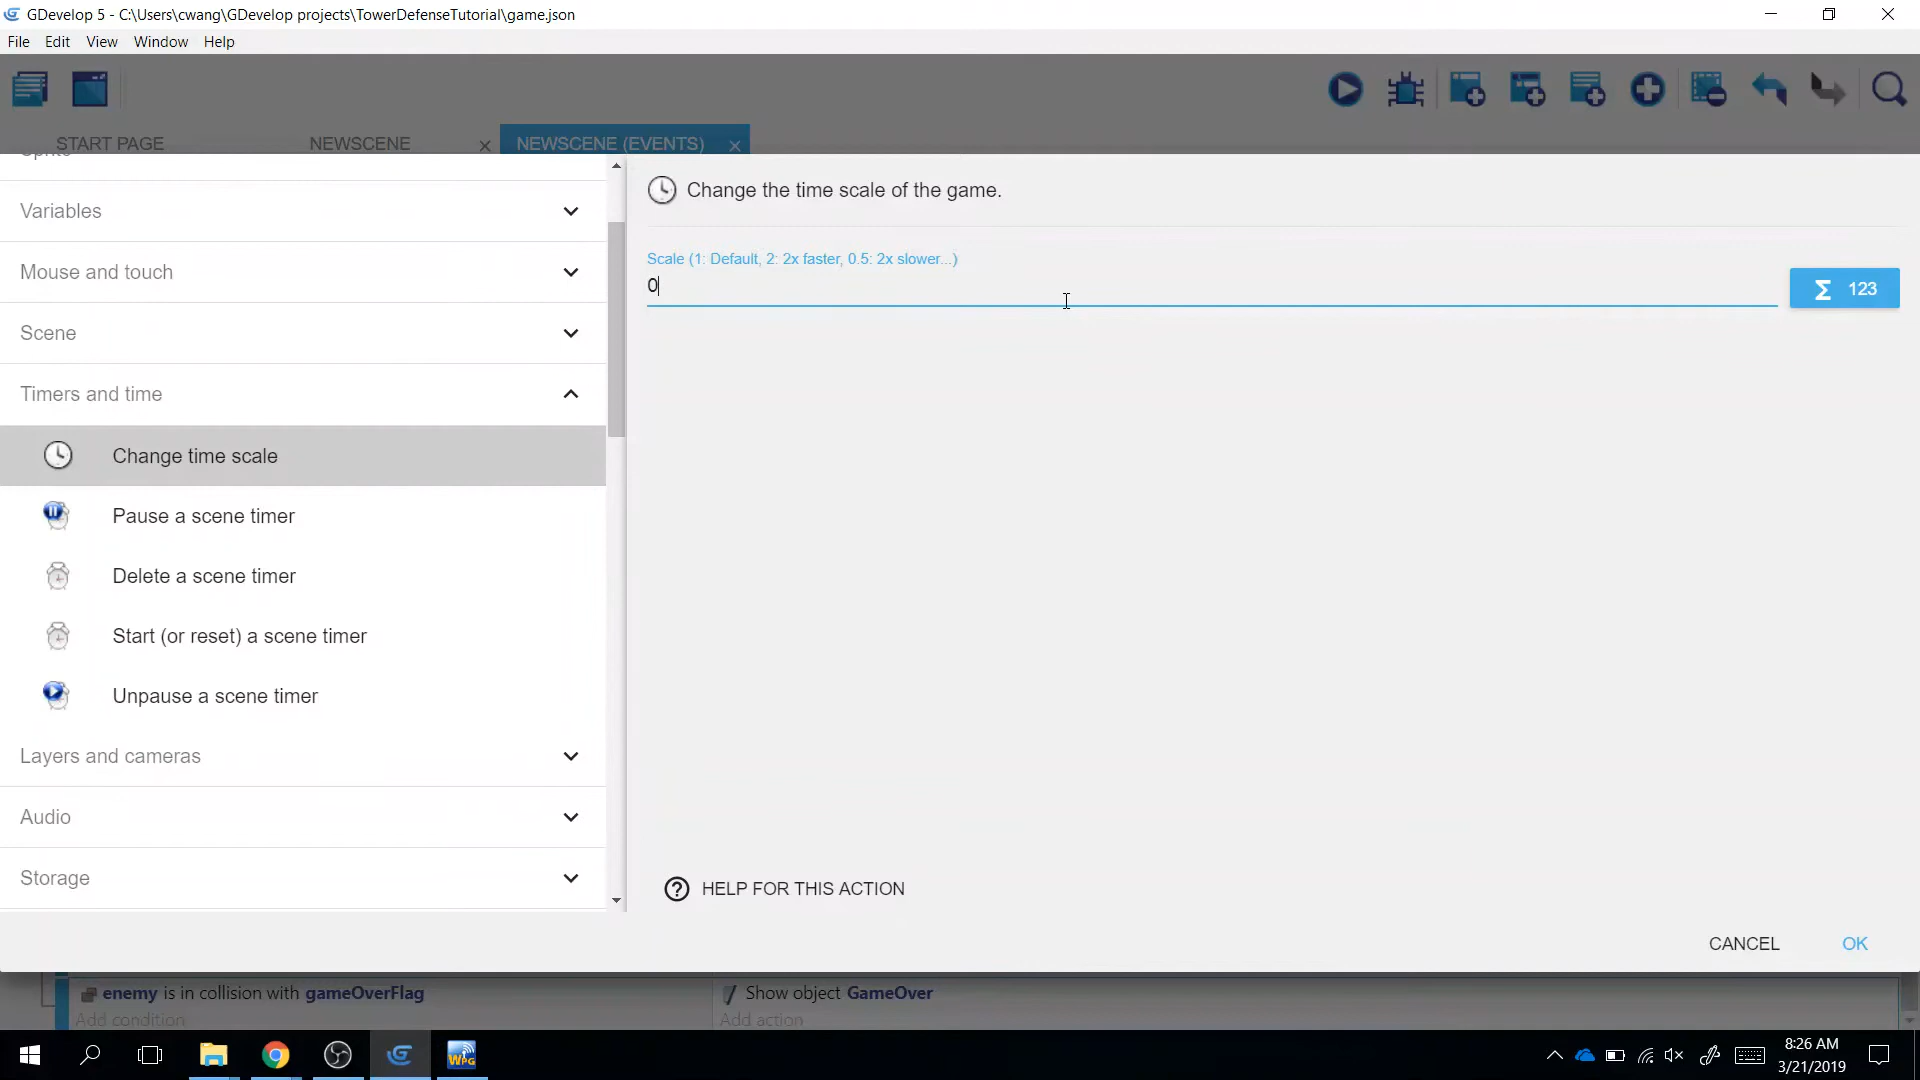 GDevelop 5 - C:\Users\cwang\GDevelop projects\TowerDefenseTutorial\game.json
File Edit View Window Help
START PAGE NEWSCENE NEWSCENE (EVENTS)
Sprite
Variables
Mouse and touch
Scene
Timers and time
Change time scale
Pause a scene timer
Delete a scene timer
Start (or reset) a scene timer
Unpause a scene timer
Layers and cameras
Audio
Storage
Change the time scale of the game.
Scale (1: Default, 2: 2x faster, 0.5: 2x slower...)
0
Σ 123
HELP FOR THIS ACTION
CANCEL OK
enemy is in collision with gameOverFlag Show object GameOver
Add condition Add action
WPG
8:26 AM
3/21/2019